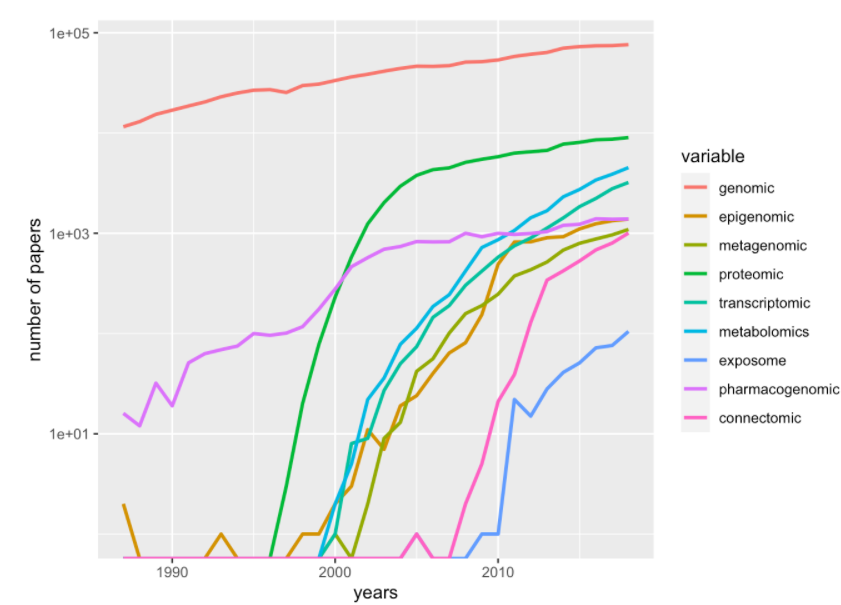 1e+05
1e+03
1e+01
number of papers
1990
2000
2010
years
variable
genomic
epigenomic
metagenomic
proteomic
transcriptomic
metabolomics
exposome
pharmacogenomic
connectomic